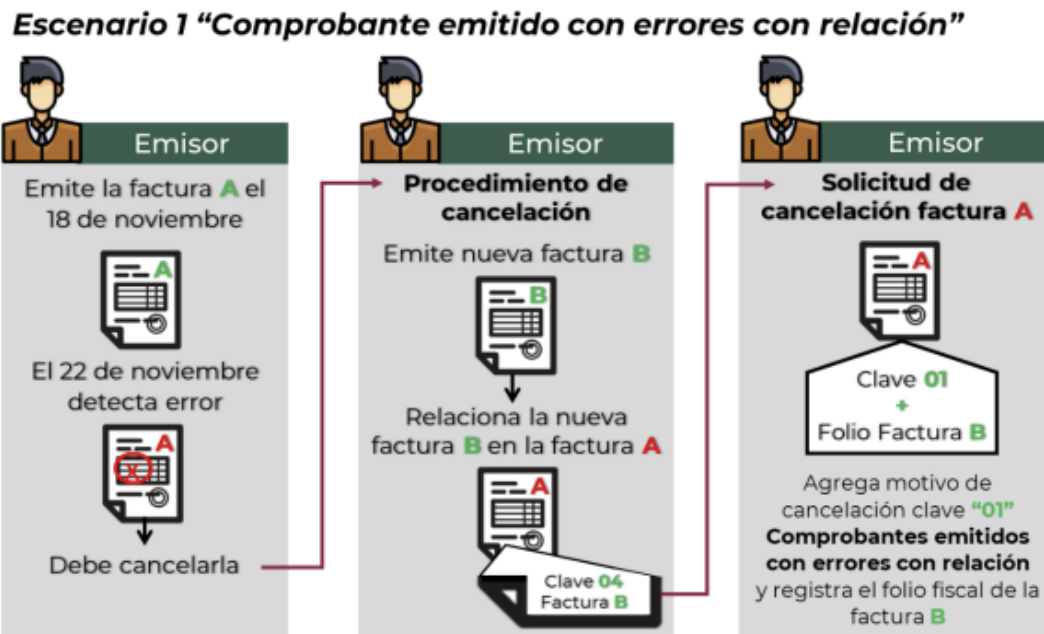 Escenario 1 “Comprobante emitido con errores con relación”
Emisor
Emite la factura A el
18 de noviembre
A
El 22 de noviembre
detecta error
A
x
Debe cancelarla
Emisor
Procedimiento de
cancelación
Emite nueva factura B
B
Relaciona la nueva
factura B en la factura A
A
Clave 04
Factura B
Emisor
Solicitud de
cancelación factura A
A
Clave 01
+
Folio Factura B
Agrega motivo de
cancelación clave “01”
Comprobantes emitidos
con errores con relación
y registra el folio fiscal de la
factura B